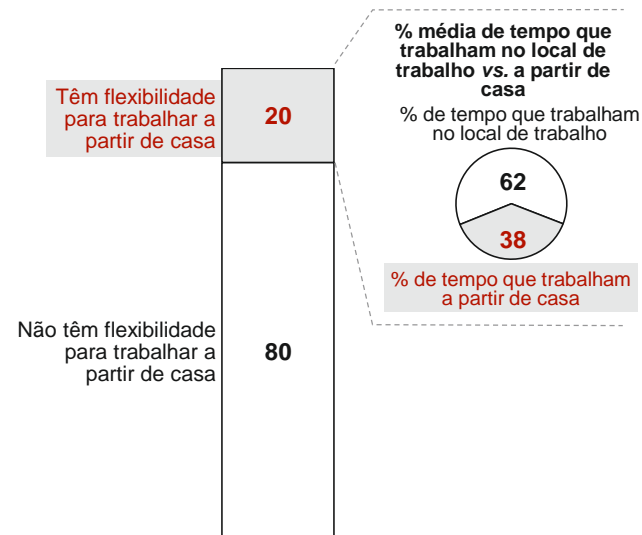 % média de tempo que
trabalham no local de
trabalho vs. a partir de
casa
% de tempo que trabalham
no local de trabalho
62
38
% de tempo que trabalham
a partir de casa
Têm flexibilidade
para trabalhar a
partir de casa
20
Não têm flexibilidade
para trabalhar a
partir de casa
80